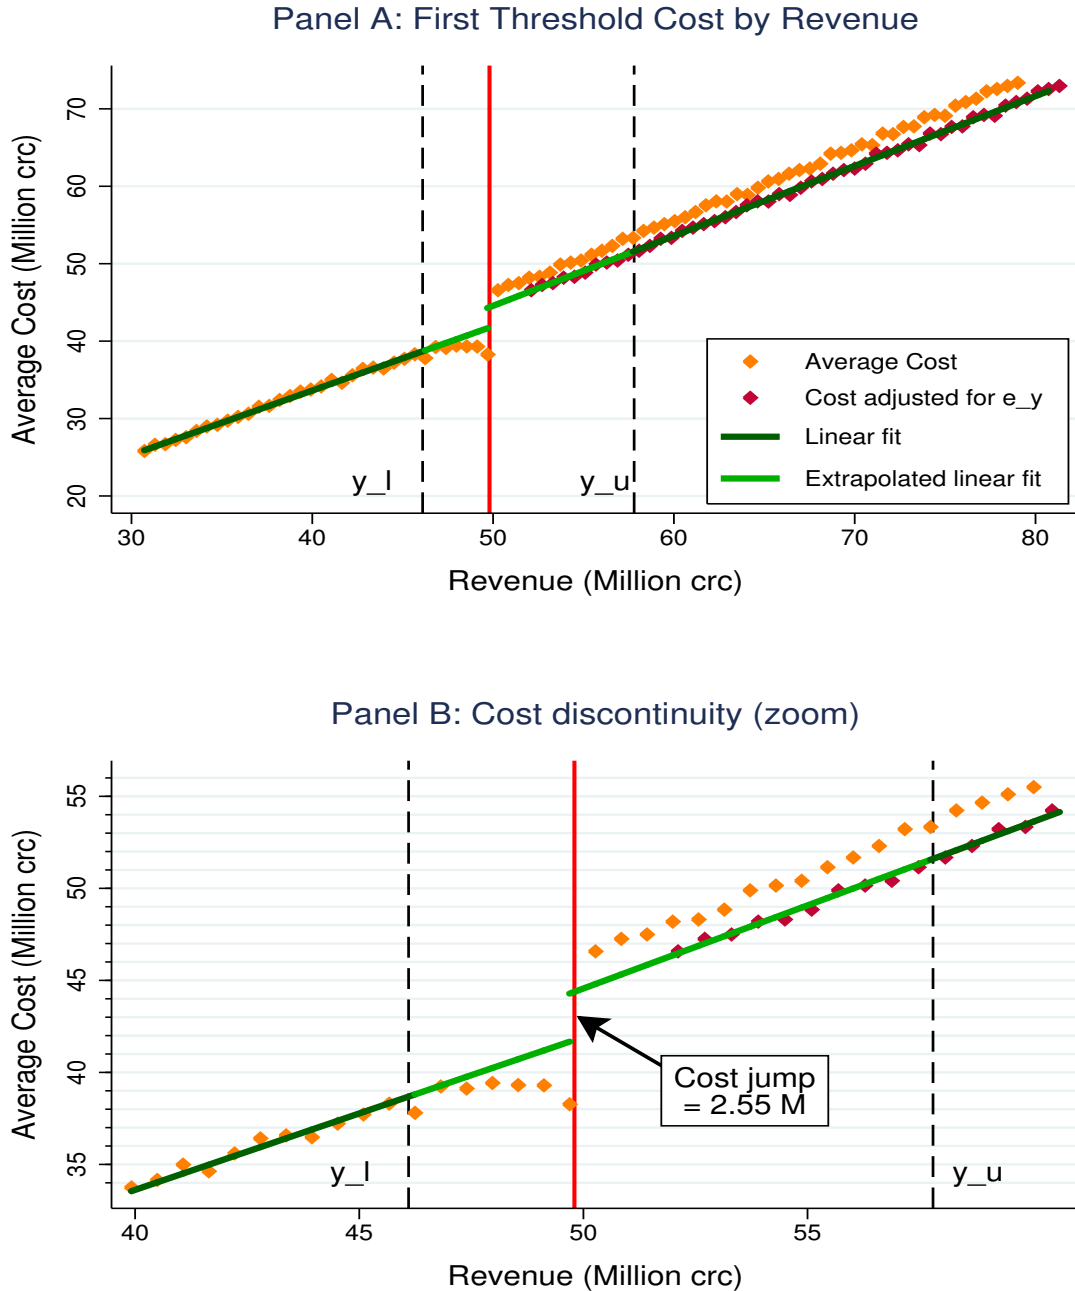 Panel A: First Threshold Cost by Revenue
Average Cost (Million crc)
70
60
50
40
30
20
y_l
y_u
Average Cost
Cost adjusted for e_y
Linear fit
Extrapolated linear fit
30
40
50
60
70
80
Revenue (Million crc)
Panel B: Cost discontinuity (zoom)
Average Cost (Million crc)
55
50
45
40
35
Cost jump
= 2.55 M
y_l
y_u
40
45
50
55
Revenue (Million crc)